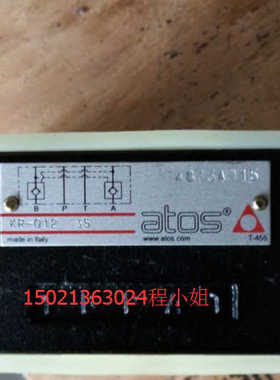 B P T A
KR-012 35
atos®
made in Italy
www.atos.com
T-455
15021363024程小姐